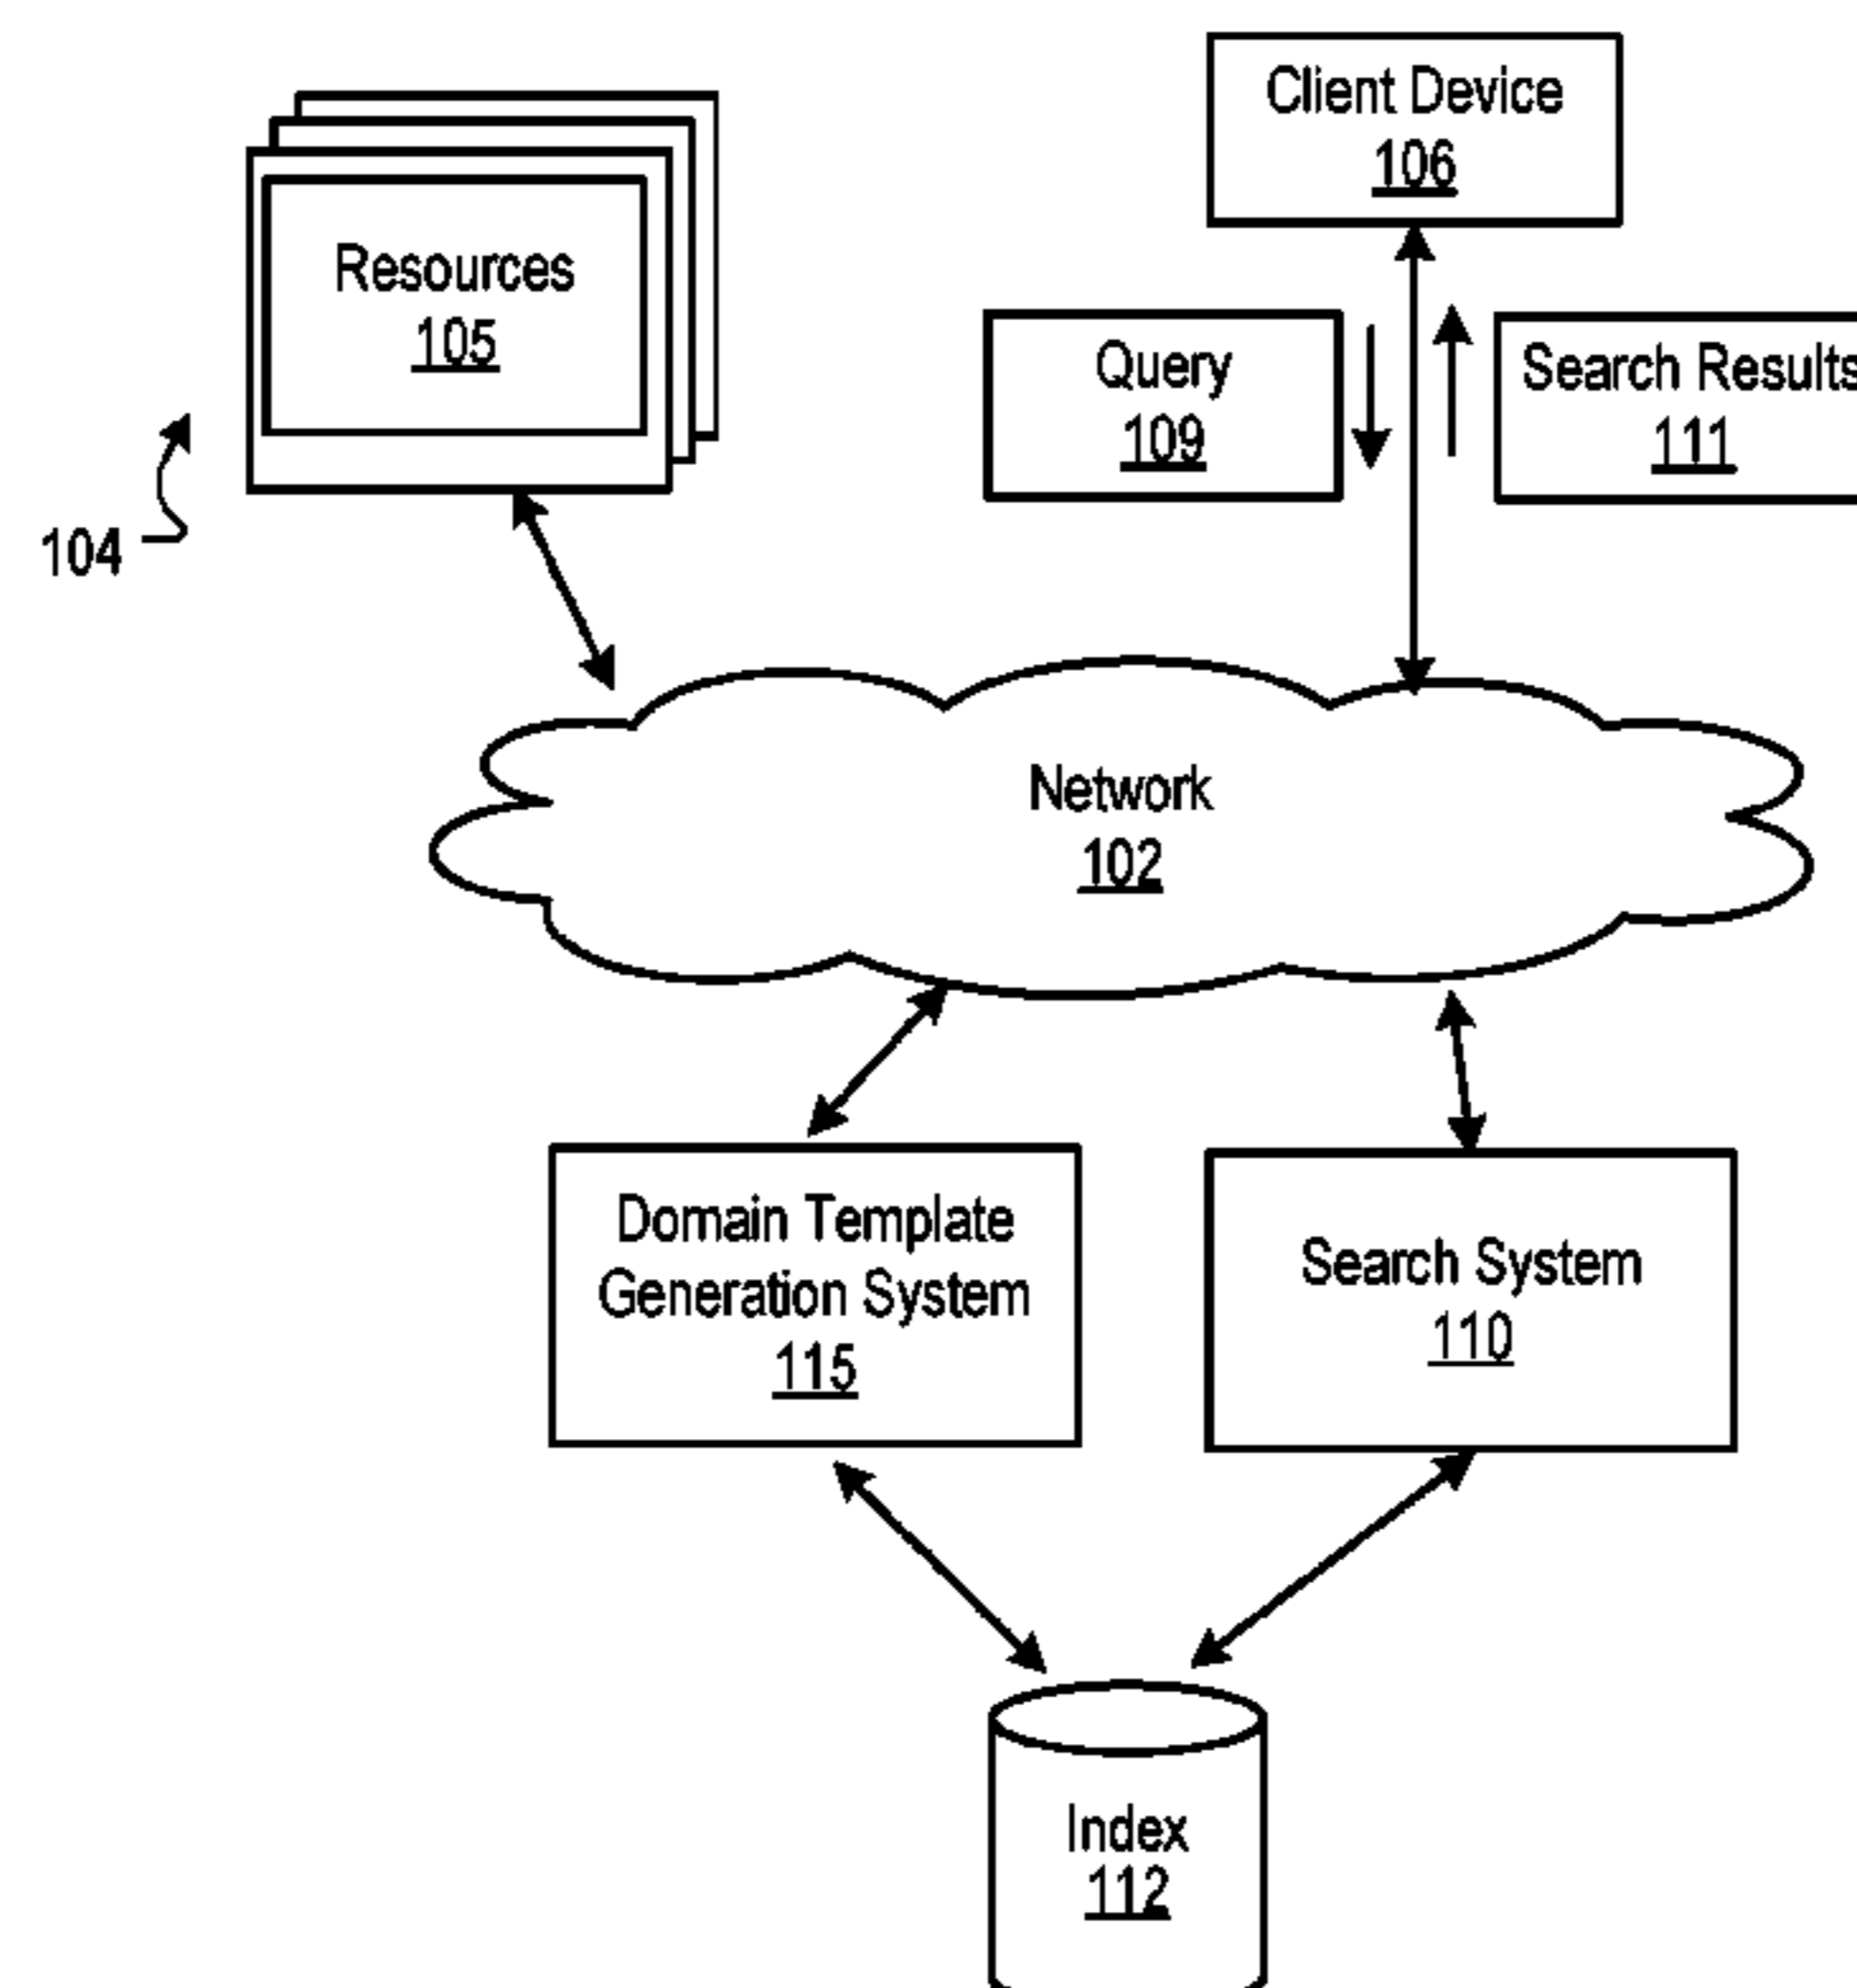 Client Device
106
Resources
105
Query
109
Search Results
111
104
Network
102
Domain Template
Generation System
115
Search System
110
Index
112